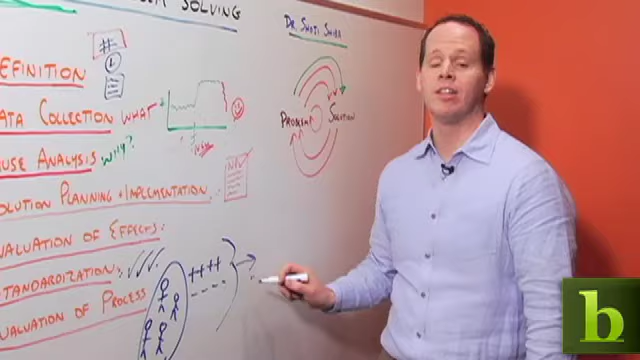 SOLVING
DR. SHOJI SHIBA
EFINITION
#
ATA COLLECTION WHAT
PROBLEM SOLUTION
AUSE ANALYSIS WHY?
OLUTION PLANNING + IMPLEMENTATION
VALUATION OF EFFECTS
TANDARDIZATION
VALUATION OF PROCESS
++++
----
b